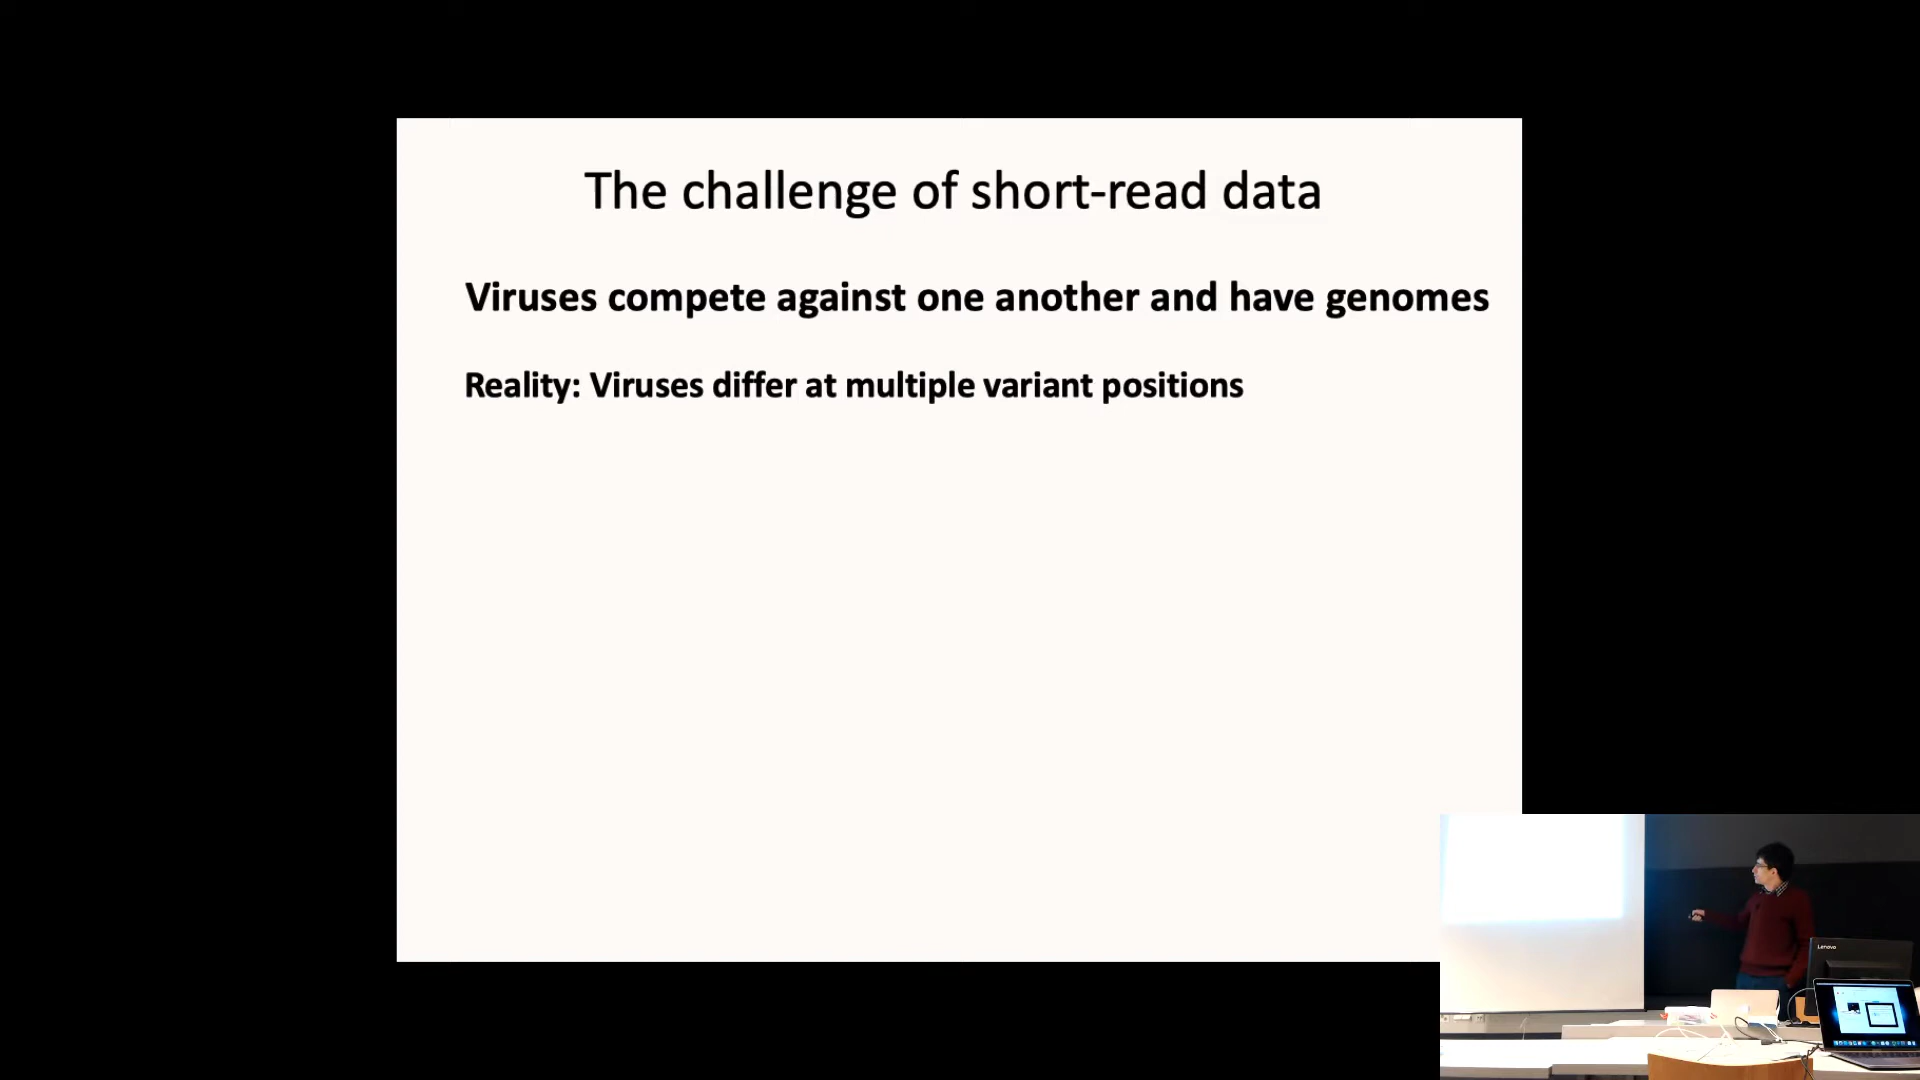 The challenge of short-read data
Viruses compete against one another and have genomes
Reality: Viruses differ at multiple variant positions
Lenovo